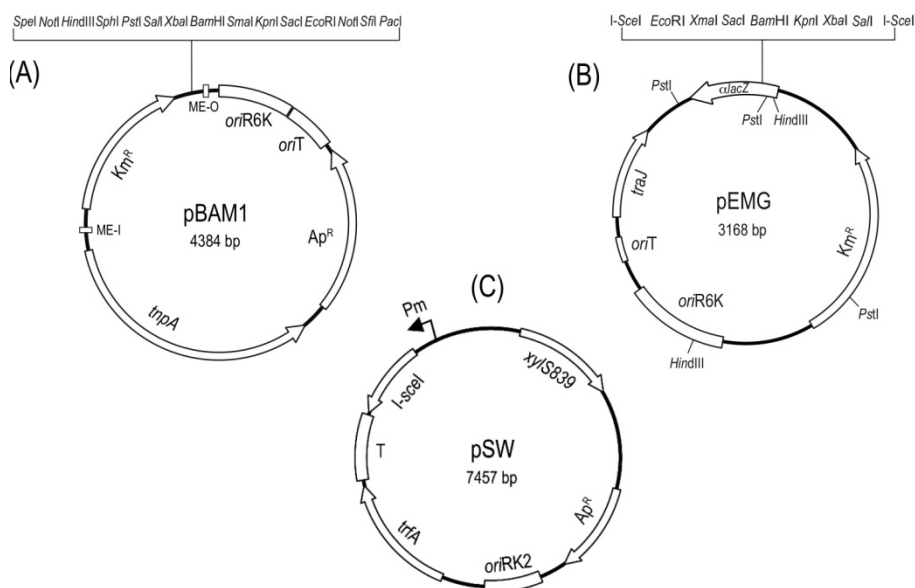 SpeI NotI HindIII SphI PstI SalI XbaI BamHI SmaI KpnI SacI EcoRI NotI SfiI PacI
(A)
ME-O
oriR6K
oriT
KmR
ME-I
pBAM1
4384 bp
ApR
tnpA
I-SceI EcoRI XmaI SacI BamHI KpnI XbaI SalI I-SceI
(B)
PstI
αlacZ
PstI
HindIII
traJ
pEMG
3168 bp
oriT
KmR
oriR6K
PstI
HindIII
(C)
Pm
xylS839
I-sceI
T
pSW
7457 bp
ApR
trfA
oriRK2